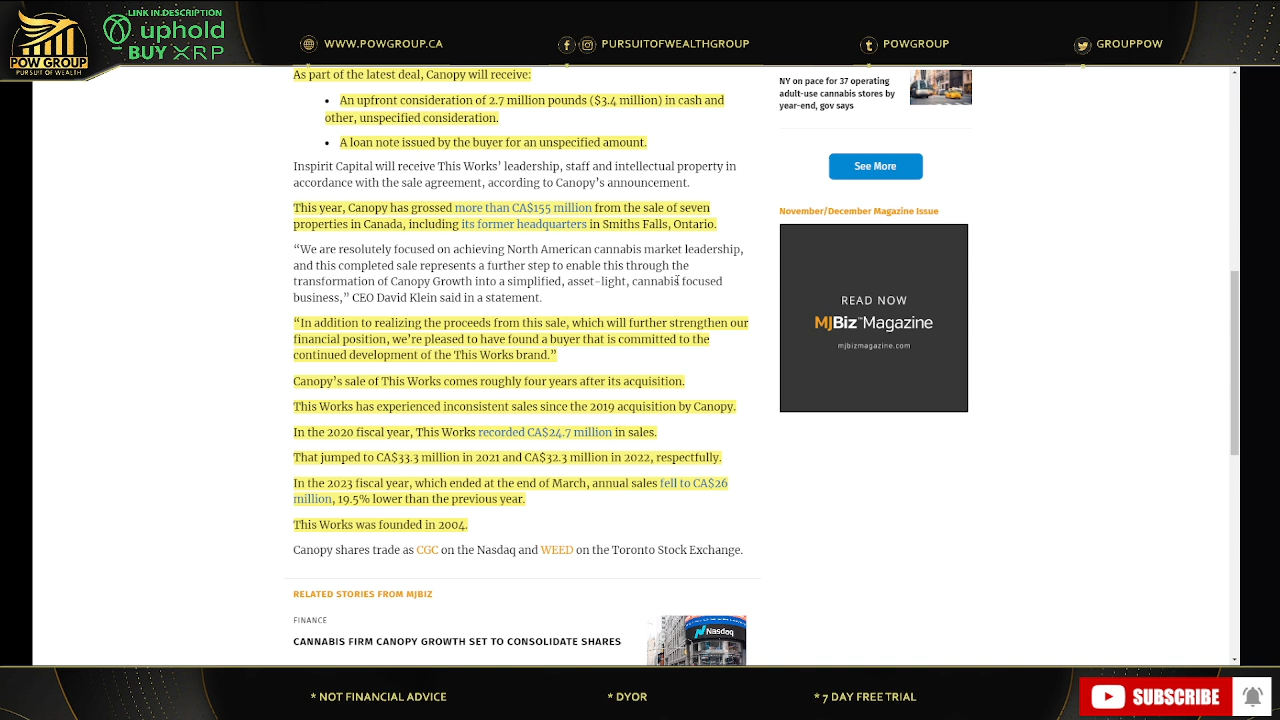 LINK IN DESCRIPTION
uphold
BUY XRP
POW GROUP
PURSUIT OF WEALTH
WWW.POWGROUP.CA
PURSUITOFWEALTHGROUP
POWGROUP
GROUPPOW
As part of the latest deal, Canopy will receive:
• An upfront consideration of 2.7 million pounds ($3.4 million) in cash and
other, unspecified consideration.
• A loan note issued by the buyer for an unspecified amount.
Inspirit Capital will receive This Works’ leadership, staff and intellectual property in
accordance with the sale agreement, according to Canopy’s announcement.
This year, Canopy has grossed more than CA$155 million from the sale of seven
properties in Canada, including its former headquarters in Smiths Falls, Ontario.
“We are resolutely focused on achieving North American cannabis market leadership,
and this completed sale represents a further step to enable this through the
transformation of Canopy Growth into a simplified, asset-light, cannabis focused
business,” CEO David Klein said in a statement.
“In addition to realizing the proceeds from this sale, which will further strengthen our
financial position, we’re pleased to have found a buyer that is committed to the
continued development of the This Works brand.”
Canopy’s sale of This Works comes roughly four years after its acquisition.
This Works has experienced inconsistent sales since the 2019 acquisition by Canopy.
In the 2020 fiscal year, This Works recorded CA$24.7 million in sales.
That jumped to CA$33.3 million in 2021 and CA$32.3 million in 2022, respectfully.
In the 2023 fiscal year, which ended at the end of March, annual sales fell to CA$26
million, 19.5% lower than the previous year.
This Works was founded in 2004.
Canopy shares trade as CGC on the Nasdaq and WEED on the Toronto Stock Exchange.
RELATED STORIES FROM MJBIZ
FINANCE
CANNABIS FIRM CANOPY GROWTH SET TO CONSOLIDATE SHARES
Nasdaq
NY on pace for 37 operating
adult-use cannabis stores by
year-end, gov says
See More
November/December Magazine Issue
READ NOW
MJBiz™Magazine
mjbizmagazine.com
* NOT FINANCIAL ADVICE
* DYOR
* 7 DAY FREE TRIAL
SUBSCRIBE